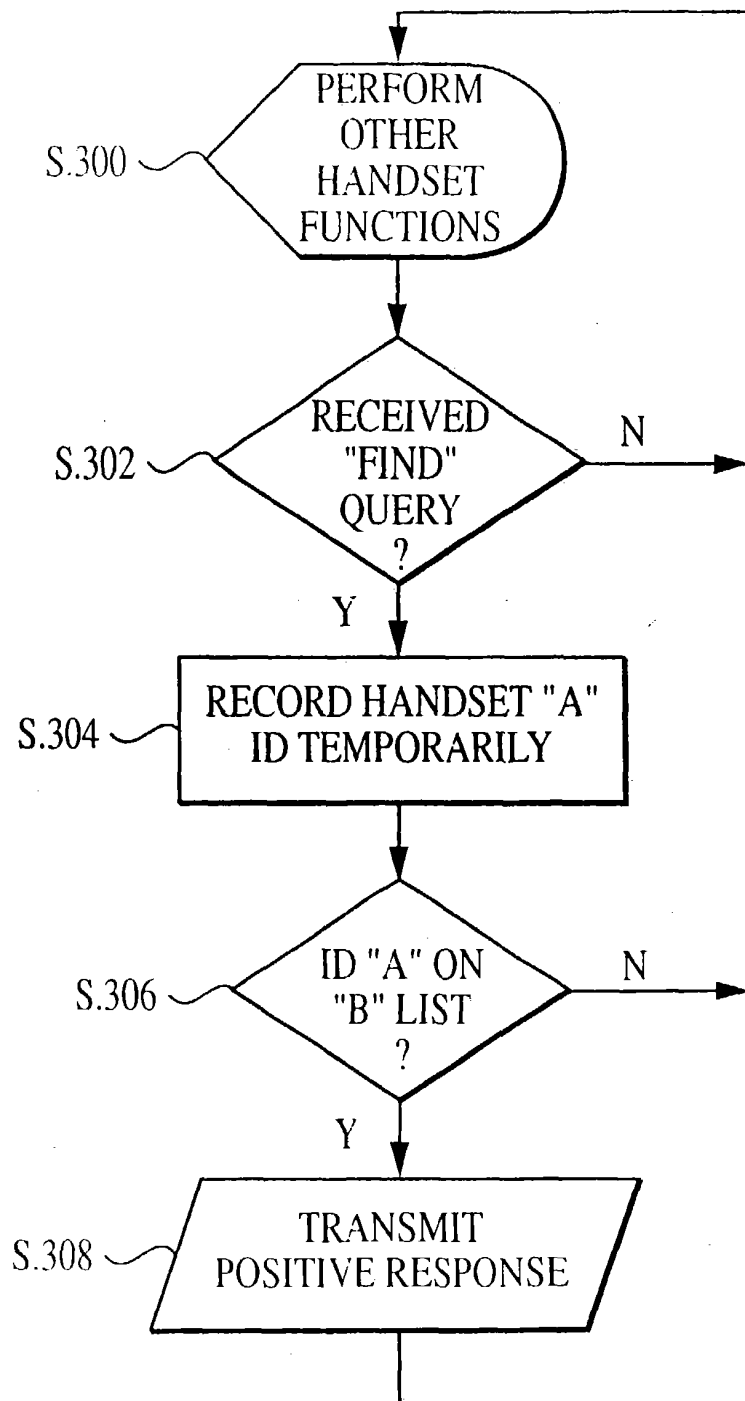 PERFORM
OTHER
HANDSET
FUNCTIONS
S.300
RECEIVED
"FIND"
QUERY
?
S.302
N
Y
RECORD HANDSET "A"
ID TEMPORARILY
S.304
ID "A" ON
"B" LIST
?
S.306
N
Y
TRANSMIT
POSITIVE RESPONSE
S.308